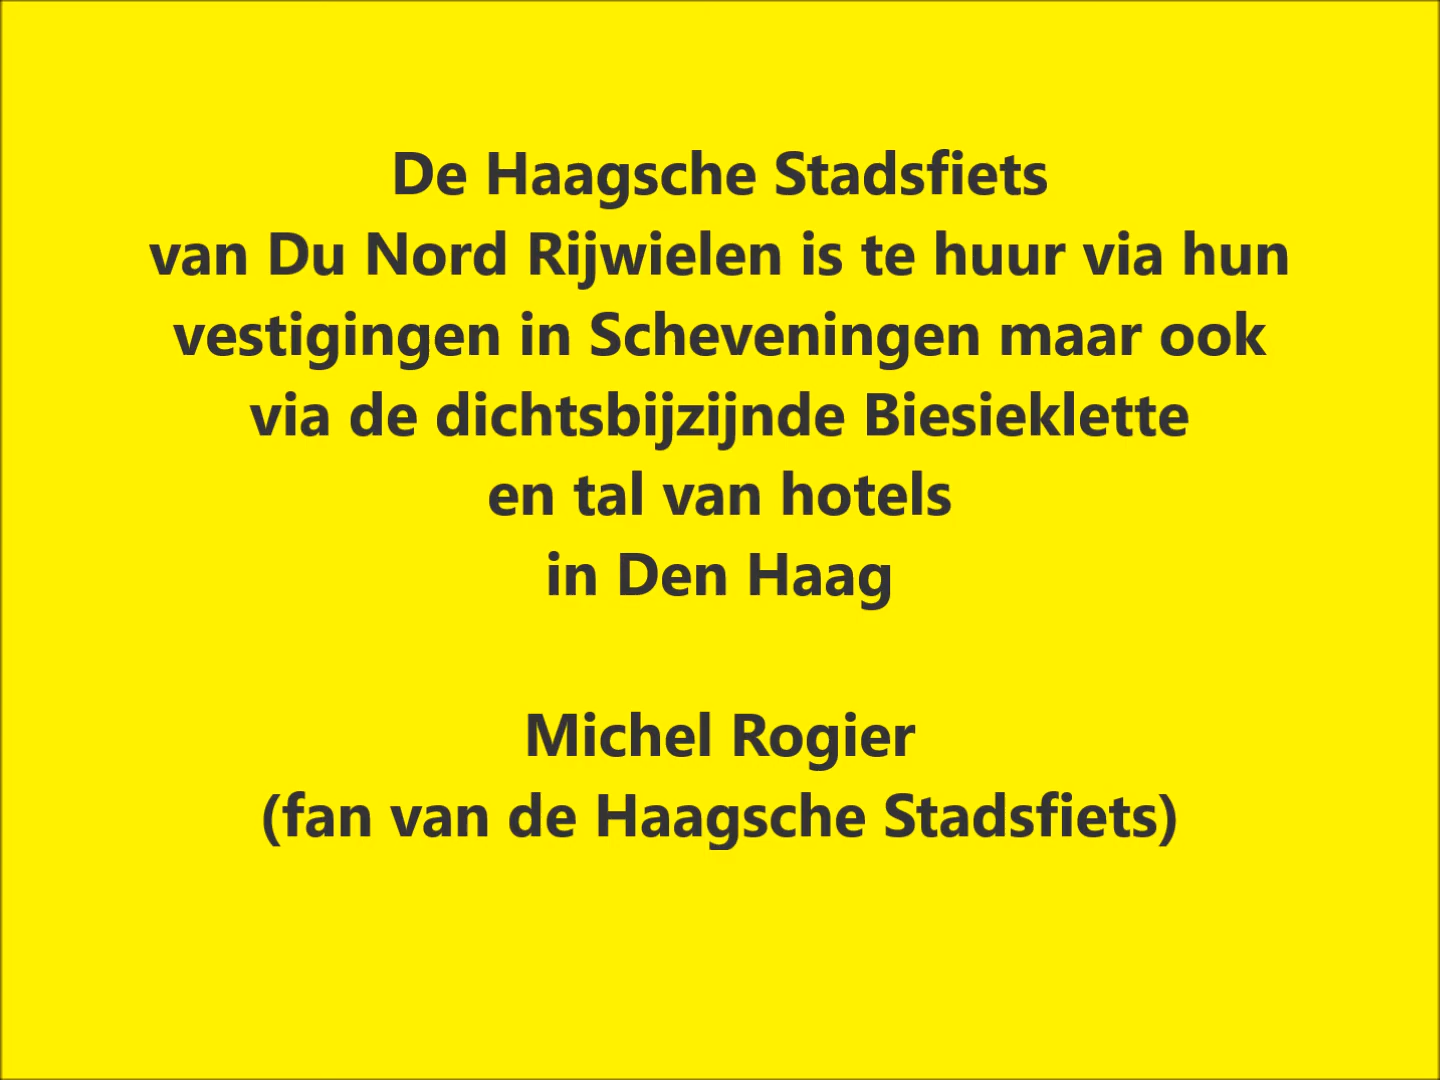 De Haagsche Stadsfiets
van Du Nord Rijwielen is te huur via hun
vestigingen in Scheveningen maar ook
via de dichtsbijzijnde Biesieklette
en tal van hotels
in Den Haag
Michel Rogier
(fan van de Haagsche Stadsfiets)